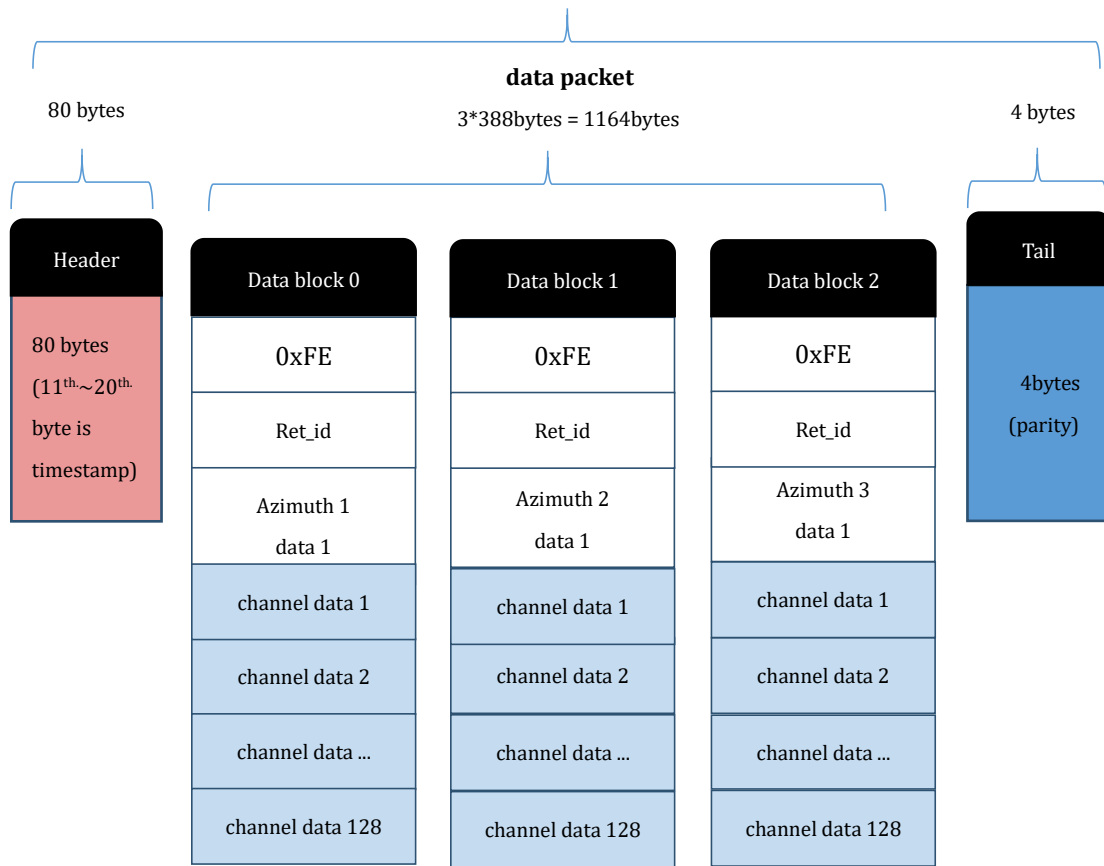 data packet
80 bytes
3*388bytes = 1164bytes
4 bytes
Header
80 bytes
(11th.~20th.
byte is
timestamp)
Data block 0
0xFE
Ret_id
Azimuth 1
data 1
channel data 1
channel data 2
channel data ...
channel data 128
Data block 1
0xFE
Ret_id
Azimuth 2
data 1
channel data 1
channel data 2
channel data ...
channel data 128
Data block 2
0xFE
Ret_id
Azimuth 3
data 1
channel data 1
channel data 2
channel data ...
channel data 128
Tail
4bytes
(parity)